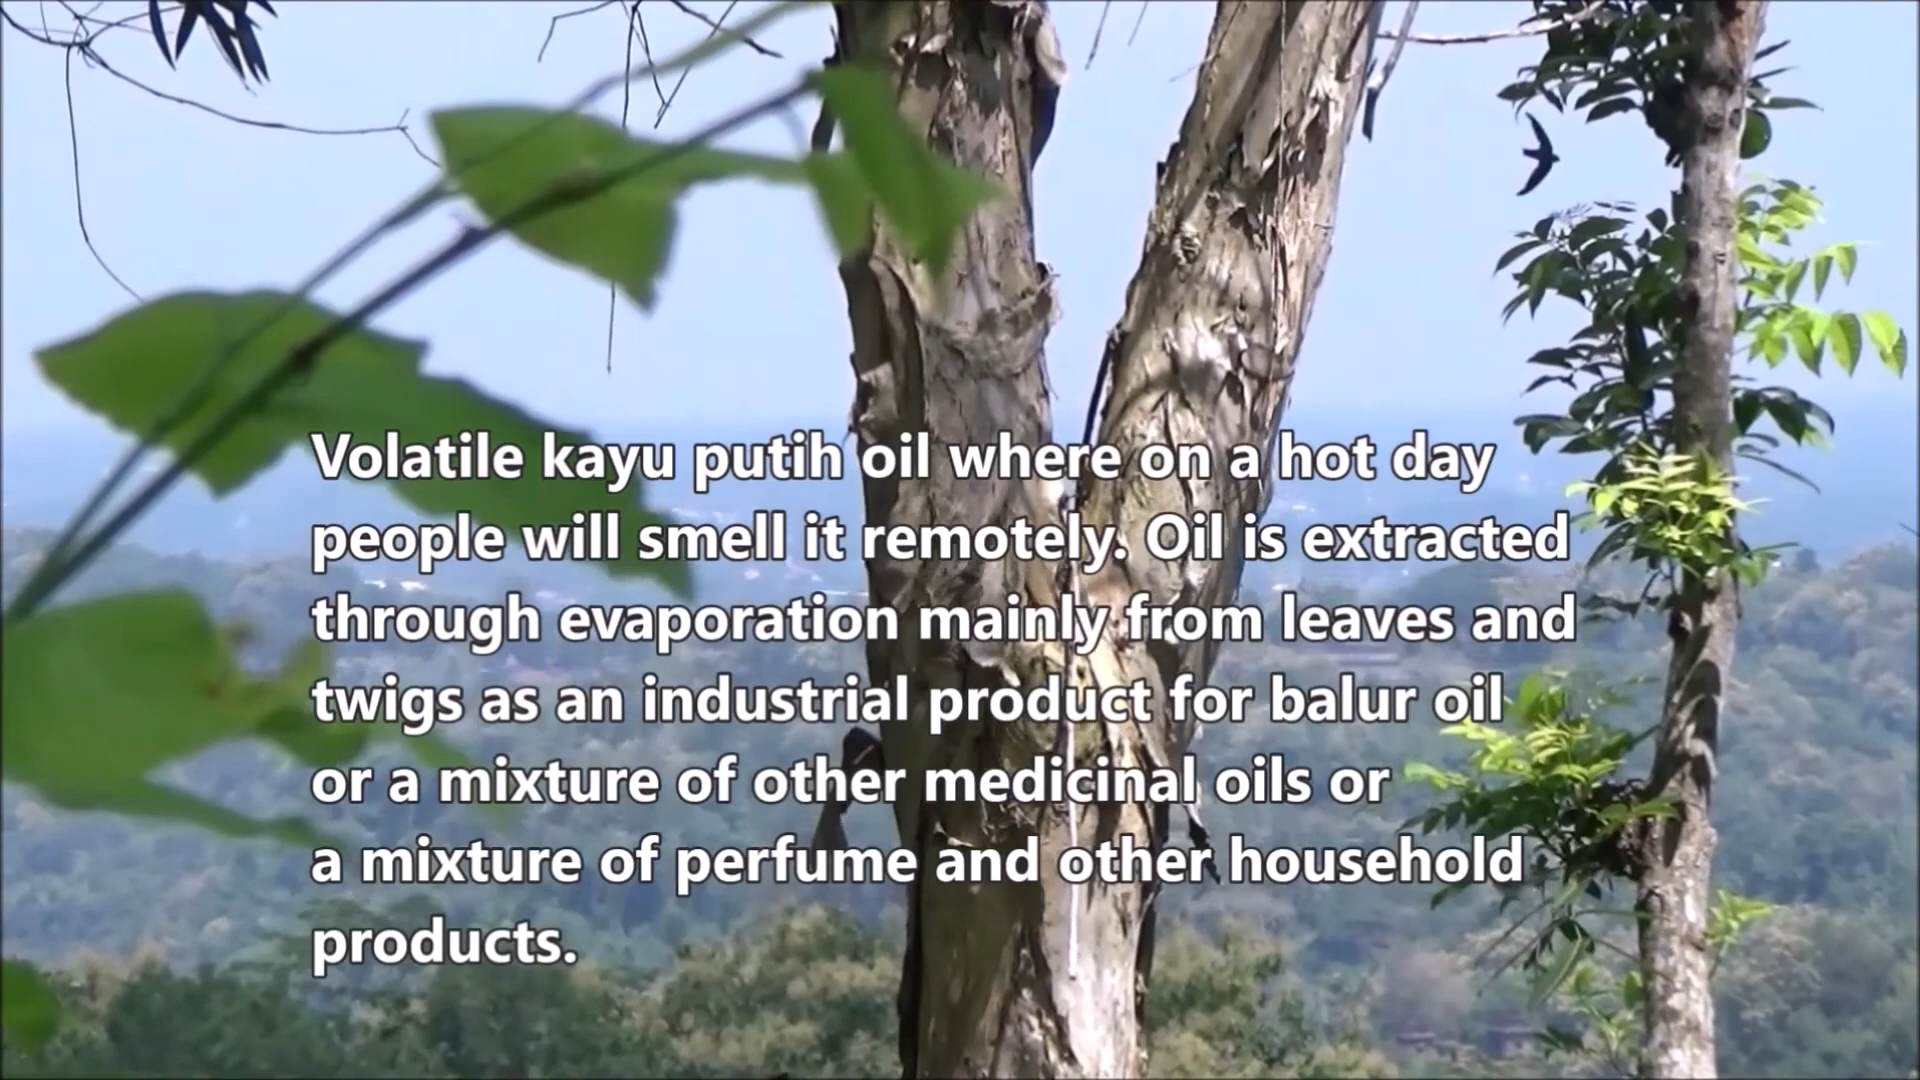 Volatile kayu putih oil where on a hot day
people will smell it remotely. Oil is extracted
through evaporation mainly from leaves and
twigs as an industrial product for balur oil
or a mixture of other medicinal oils or
a mixture of perfume and other household
products.